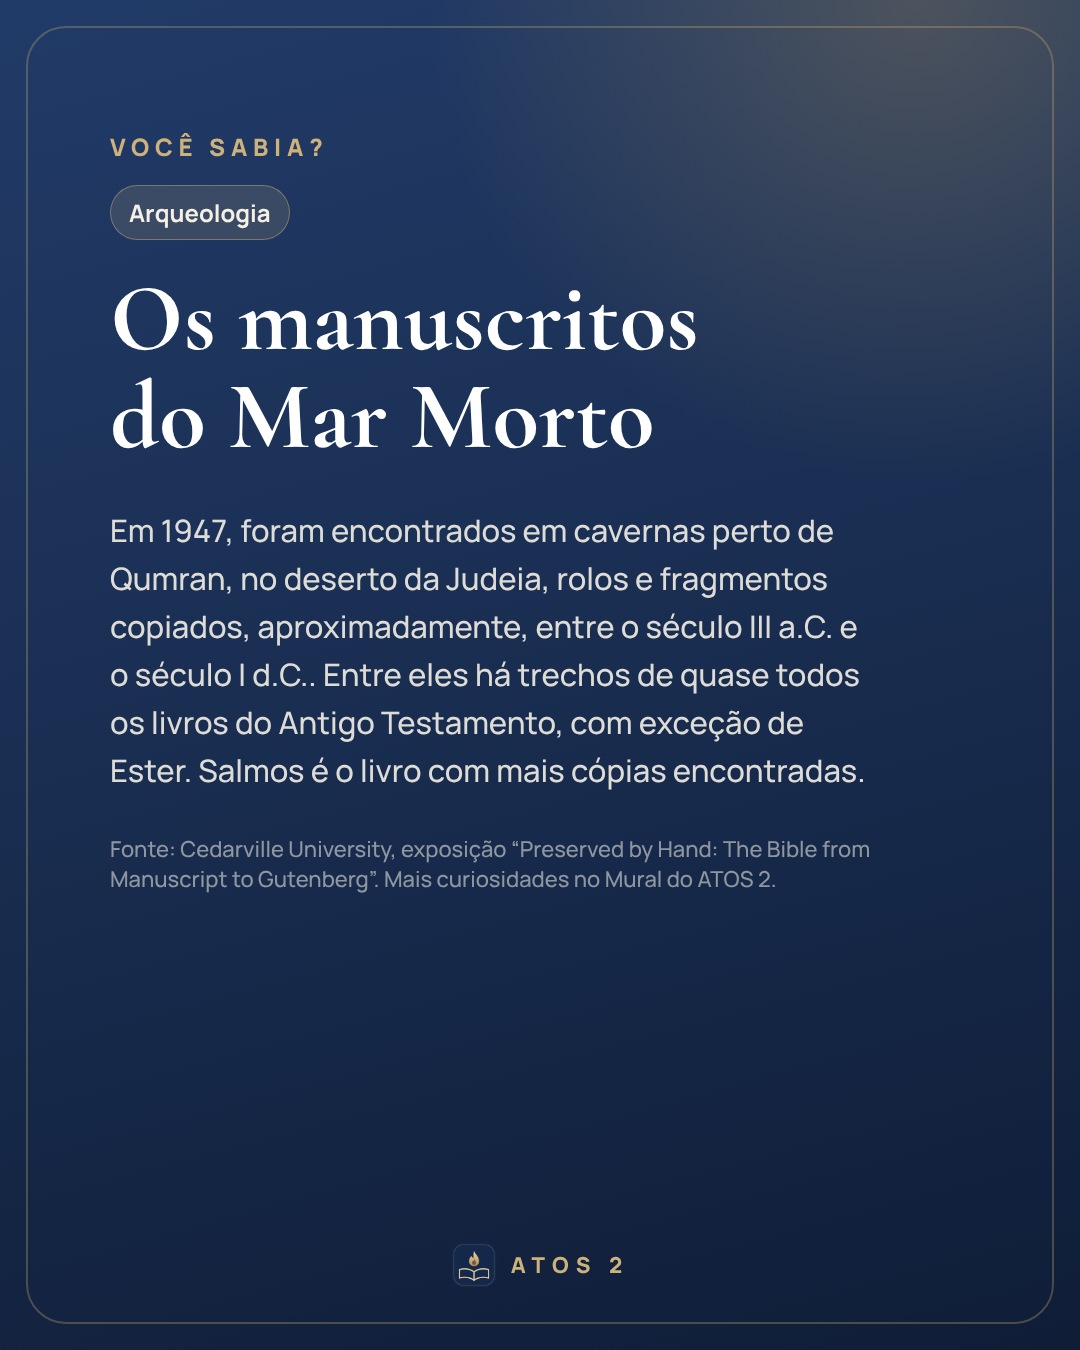 VOCÊ SABIA?
Arqueologia
Os manuscritos
do Mar Morto
Em 1947, foram encontrados em cavernas perto de
Qumran, no deserto da Judeia, rolos e fragmentos
copiados, aproximadamente, entre o século III a.C. e
o século I d.C.. Entre eles há trechos de quase todos
os livros do Antigo Testamento, com exceção de
Ester. Salmos é o livro com mais cópias encontradas.
Fonte: Cedarville University, exposição “Preserved by Hand: The Bible from
Manuscript to Gutenberg”. Mais curiosidades no Mural do ATOS 2.
ATOS 2